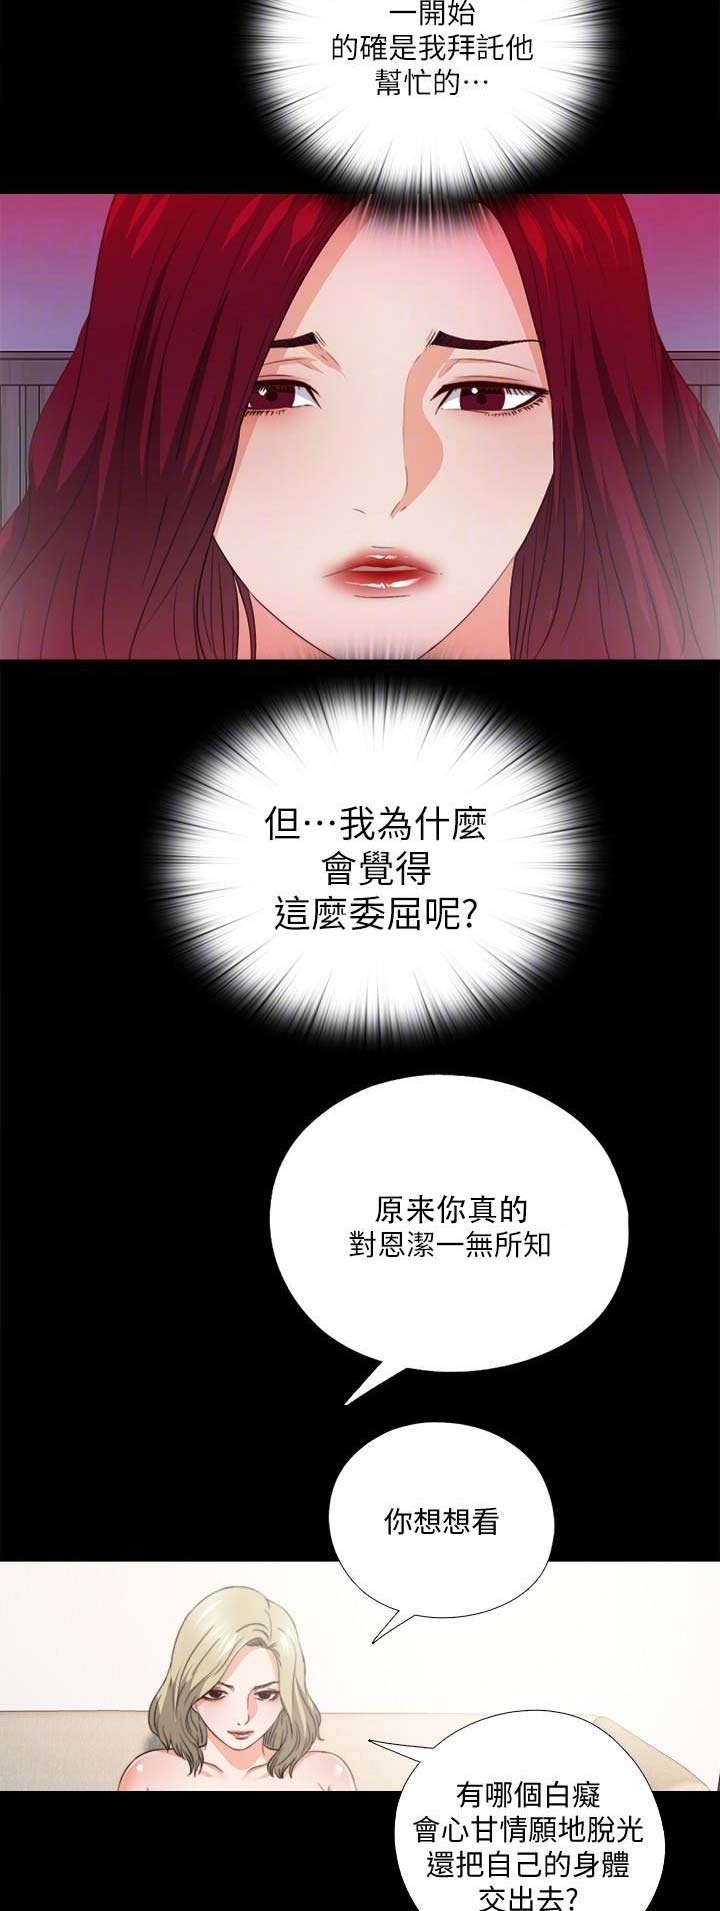 一開始
的確是我拜託他
幫忙的…
但…我為什麼
會覺得
這麼委屈呢?
原来你真的
對恩潔一無所知
你想想看
有哪個白癡
會心甘情願地脫光
還把自己的身體
交出去?